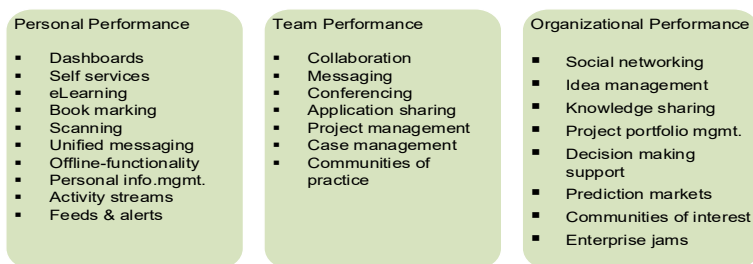 Personal Performance
▪ Dashboards
▪ Self services
▪ eLearning
▪ Book marking
▪ Scanning
▪ Unified messaging
▪ Offline-functionality
▪ Personal info.mgmt.
▪ Activity streams
▪ Feeds & alerts
Team Performance
▪ Collaboration
▪ Messaging
▪ Conferencing
▪ Application sharing
▪ Project management
▪ Case management
▪ Communities of
practice
Organizational Performance
▪ Social networking
▪ Idea management
▪ Knowledge sharing
▪ Project portfolio mgmt.
▪ Decision making
support
▪ Prediction markets
▪ Communities of interest
▪ Enterprise jams